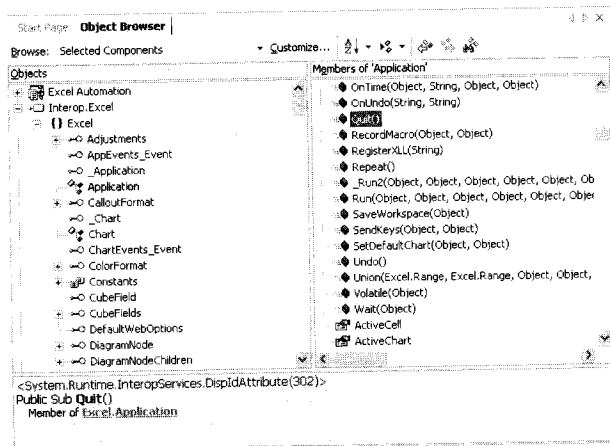 Start Page Object Browser
Browse: Selected Components Customize...
Objects
Excel Automation
Interop.Excel
{} Excel
Adjustments
AppEvents_Event
_Application
Application
CalloutFormat
_Chart
Chart
ChartEvents_Event
ColorFormat
Constants
CubeField
CubeFields
DefaultWebOptions
DiagramNode
DiagramNodeChildren
Members of 'Application'
OnTime(Object, String, Object, Object)
OnUndo(String, String)
Quit()
RecordMacro(Object, Object)
RegisterXLL(String)
Repeat()
_Run2(Object, Object, Object, Object, Object, Ob
Run(Object, Object, Object, Object, Object, Objec
SaveWorkspace(Object)
SendKeys(Object, Object)
SetDefaultChart(Object, Object)
Undo()
Union(Excel.Range, Excel.Range, Object, Object,
Volatile(Object)
Wait(Object)
ActiveCell
ActiveChart
<System.Runtime.InteropServices.DispIdAttribute(302)>
Public Sub Quit()
Member of Excel.Application